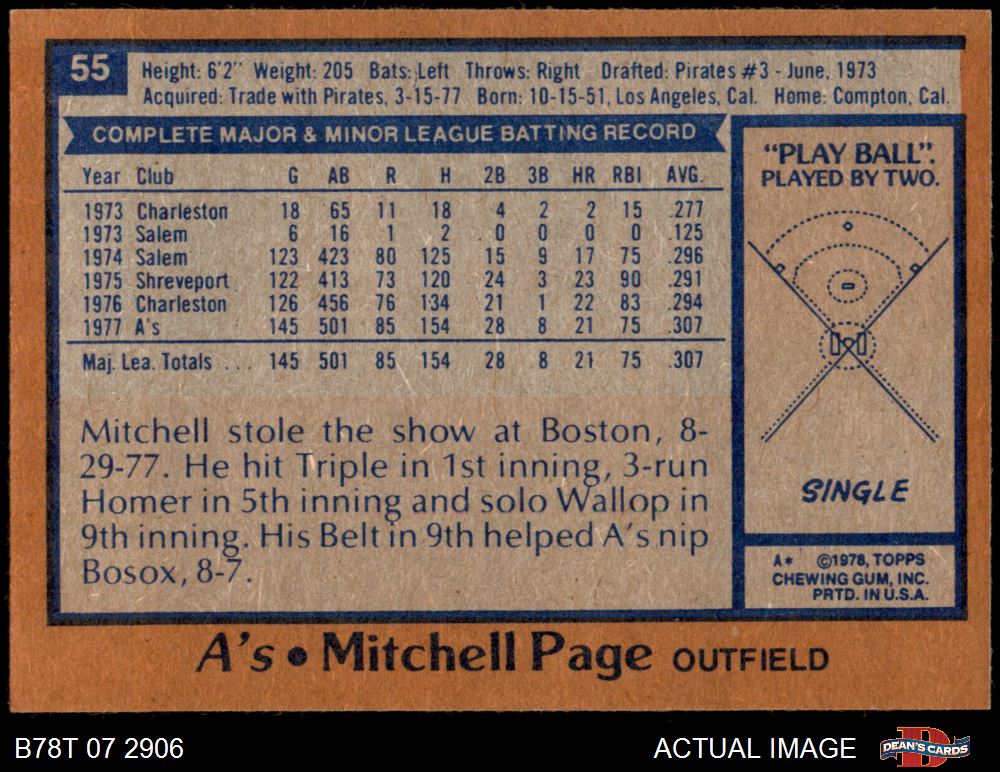 55
Height: 6'2" Weight: 205 Bats: Left Throws: Right Drafted: Pirates #3 - June, 1973
Acquired: Trade with Pirates, 3-15-77 Born: 10-15-51, Los Angeles, Cal. Home: Compton, Cal.
COMPLETE MAJOR & MINOR LEAGUE BATTING RECORD
Year Club G AB R H 2B 3B HR RBI AVG.
1973 Charleston 18 65 11 18 4 2 2 15 .277
1973 Salem 6 16 1 2 0 0 0 0 .125
1974 Salem 123 423 80 125 15 9 17 75 .296
1975 Shreveport 122 413 73 120 24 3 23 90 .291
1976 Charleston 126 456 76 134 21 1 22 83 .294
1977 A's 145 501 85 154 28 8 21 75 .307
Maj. Lea. Totals ... 145 501 85 154 28 8 21 75 .307
Mitchell stole the show at Boston, 8-
29-77. He hit Triple in 1st inning, 3-run
Homer in 5th inning and solo Wallop in
9th inning. His Belt in 9th helped A's nip
Bosox, 8-7.
"PLAY BALL".
PLAYED BY TWO.
SINGLE
A* ©1978, TOPPS
CHEWING GUM, INC.
PRTD. IN U.S.A.
A's • Mitchell Page OUTFIELD
B78T 07 2906
ACTUAL IMAGE
D
DEAN'S CARDS